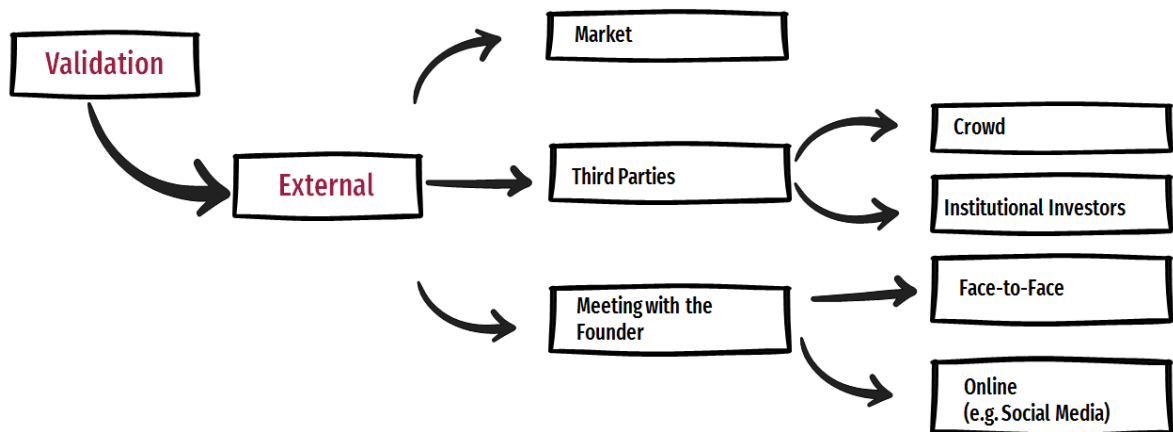 Validation
External
Market
Third Parties
Meeting with the
Founder
Crowd
Institutional Investors
Face-to-Face
Online
(e.g. Social Media)